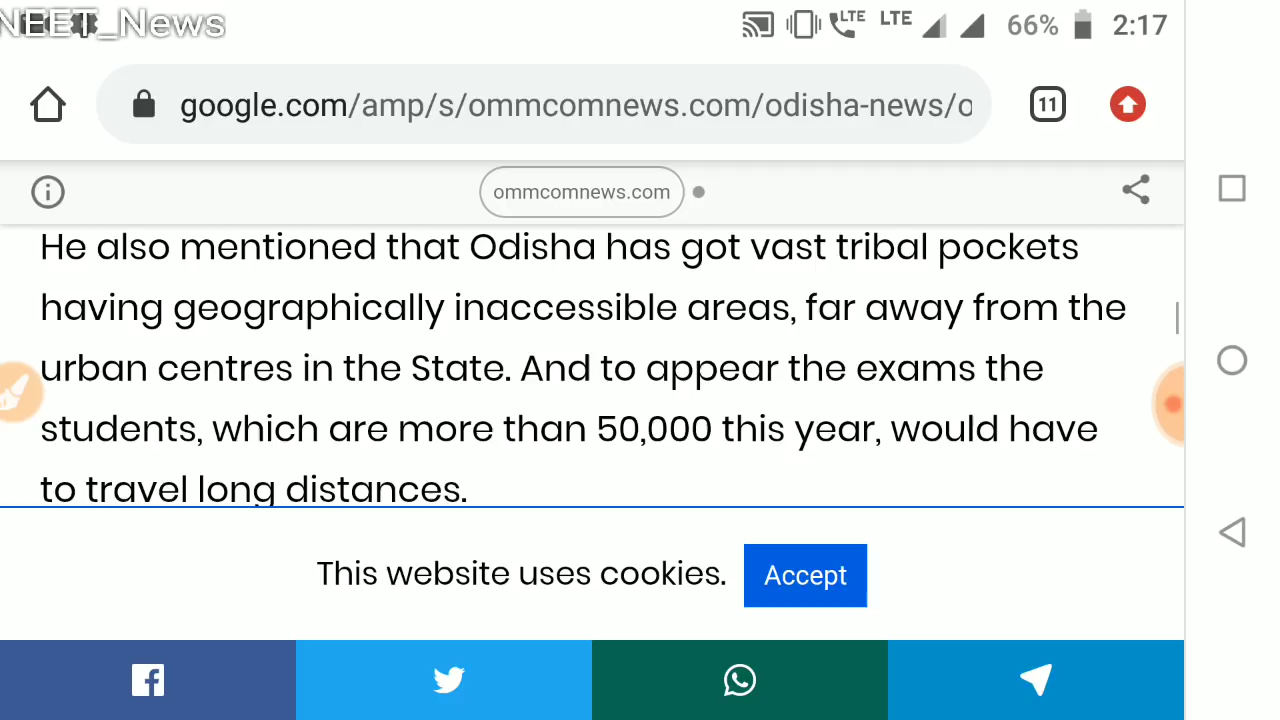 NEET_News
LTE LTE 66% 2:17
google.com/amp/s/ommcomnews.com/odisha-news/o
11
ommcomnews.com
He also mentioned that Odisha has got vast tribal pockets
having geographically inaccessible areas, far away from the
urban centres in the State. And to appear the exams the
students, which are more than 50,000 this year, would have
to travel long distances.
This website uses cookies. Accept